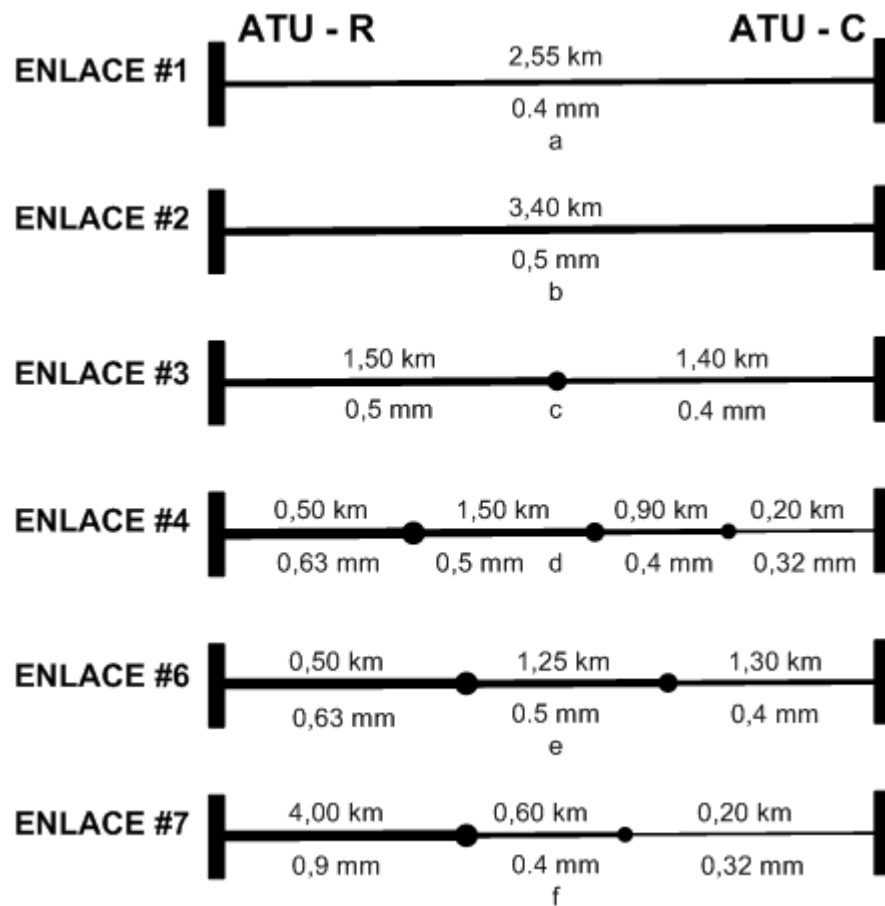 ATU - R ATU - C
ENLACE #1
2,55 km
0.4 mm
a
ENLACE #2
3,40 km
0,5 mm
b
ENLACE #3
1,50 km 1,40 km
0,5 mm c 0.4 mm
ENLACE #4
0,50 km 1,50 km 0,90 km 0,20 km
0,63 mm 0,5 mm d 0,4 mm 0,32 mm
ENLACE #6
0,50 km 1,25 km 1,30 km
0,63 mm 0.5 mm 0,4 mm
e
ENLACE #7
4,00 km 0,60 km 0,20 km
0,9 mm 0.4 mm 0,32 mm
f